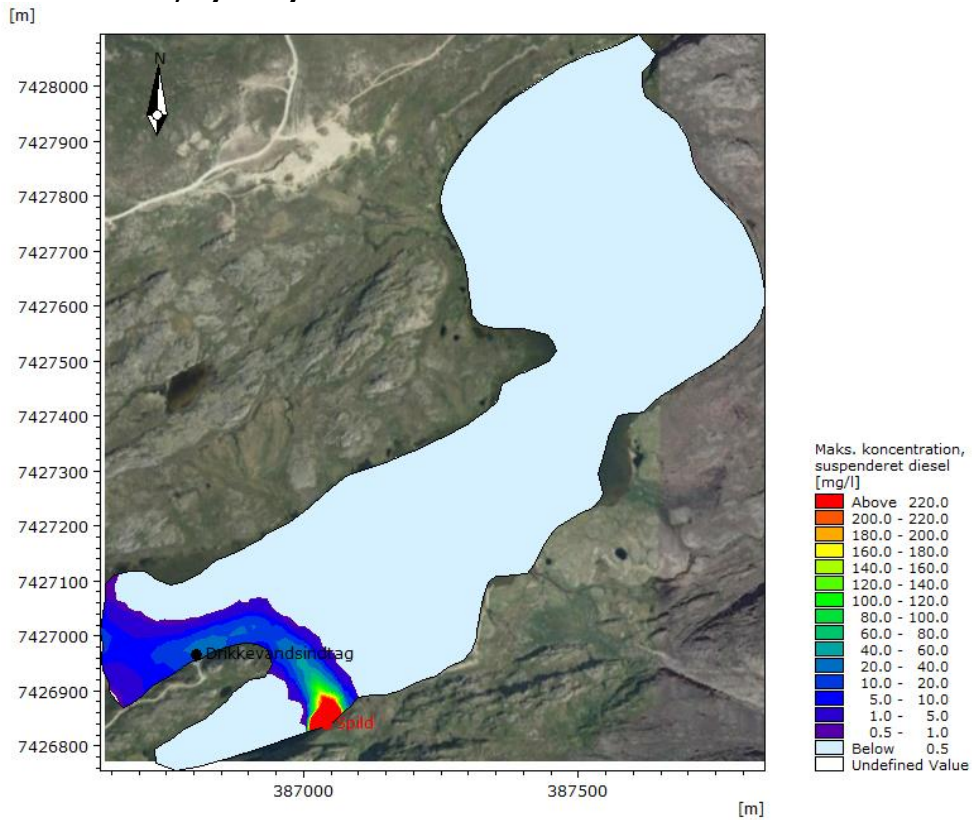 [m]
N
7428000
7427900
7427800
7427700
7427600
7427500
7427400
7427300
7427200
7427100
7427000
7426900
7426800
Drikkevandsindtag
Spild
387000
387500
[m]
Maks. koncentration,
suspenderet diesel
[mg/l]
Above 220.0
200.0 - 220.0
180.0 - 200.0
160.0 - 180.0
140.0 - 160.0
120.0 - 140.0
100.0 - 120.0
80.0 - 100.0
60.0 - 80.0
40.0 - 60.0
20.0 - 40.0
10.0 - 20.0
5.0 - 10.0
1.0 - 5.0
0.5 - 1.0
Below 0.5
Undefined Value